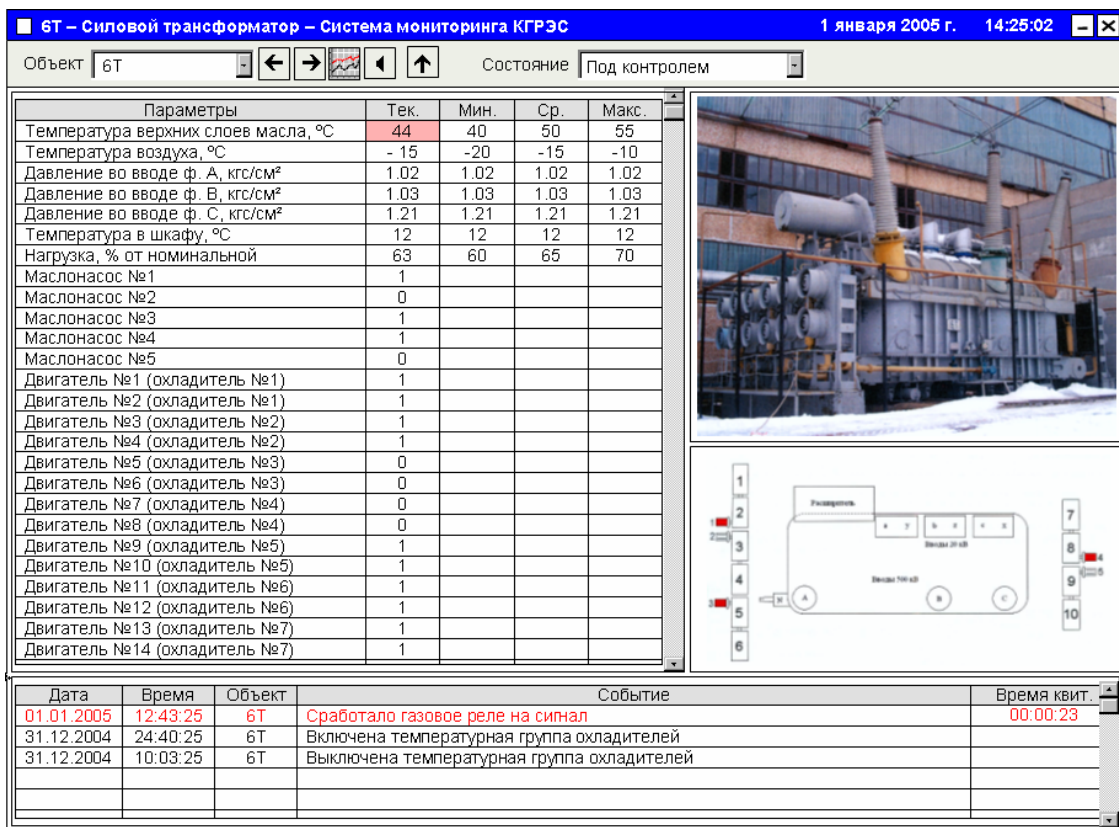 6Т – Силовой трансформатор – Система мониторинга КГРЭС 1 января 2005 г. 14:25:02
Объект 6Т Состояние Под контролем
Параметры Тек. Мин. Ср. Макс.
Температура верхних слоев масла, ºС 44 40 50 55
Температура воздуха, ºС - 15 -20 -15 -10
Давление во вводе ф. А, кгс/см² 1.02 1.02 1.02 1.02
Давление во вводе ф. В, кгс/см² 1.03 1.03 1.03 1.03
Давление во вводе ф. С, кгс/см² 1.21 1.21 1.21 1.21
Температура в шкафу, ºС 12 12 12 12
Нагрузка, % от номинальной 63 60 65 70
Маслонасос №1 1
Маслонасос №2 0
Маслонасос №3 1
Маслонасос №4 1
Маслонасос №5 0
Двигатель №1 (охладитель №1) 1
Двигатель №2 (охладитель №1) 1
Двигатель №3 (охладитель №2) 1
Двигатель №4 (охладитель №2) 1
Двигатель №5 (охладитель №3) 0
Двигатель №6 (охладитель №3) 0
Двигатель №7 (охладитель №4) 0
Двигатель №8 (охладитель №4) 0
Двигатель №9 (охладитель №5) 1
Двигатель №10 (охладитель №5) 1
Двигатель №11 (охладитель №6) 1
Двигатель №12 (охладитель №6) 1
Двигатель №13 (охладитель №7) 1
Двигатель №14 (охладитель №7) 1
1
2
3
4
5
6
1
2
3
Расширитель
a y b z c x
Вводы 20 кВ
Вводы 500 кВ
N A B C
7
8
9
10
4
5
Дата Время Объект Событие Время квит.
01.01.2005 12:43:25 6Т Сработало газовое реле на сигнал 00:00:23
31.12.2004 24:40:25 6Т Включена температурная группа охладителей
31.12.2004 10:03:25 6Т Выключена температурная группа охладителей